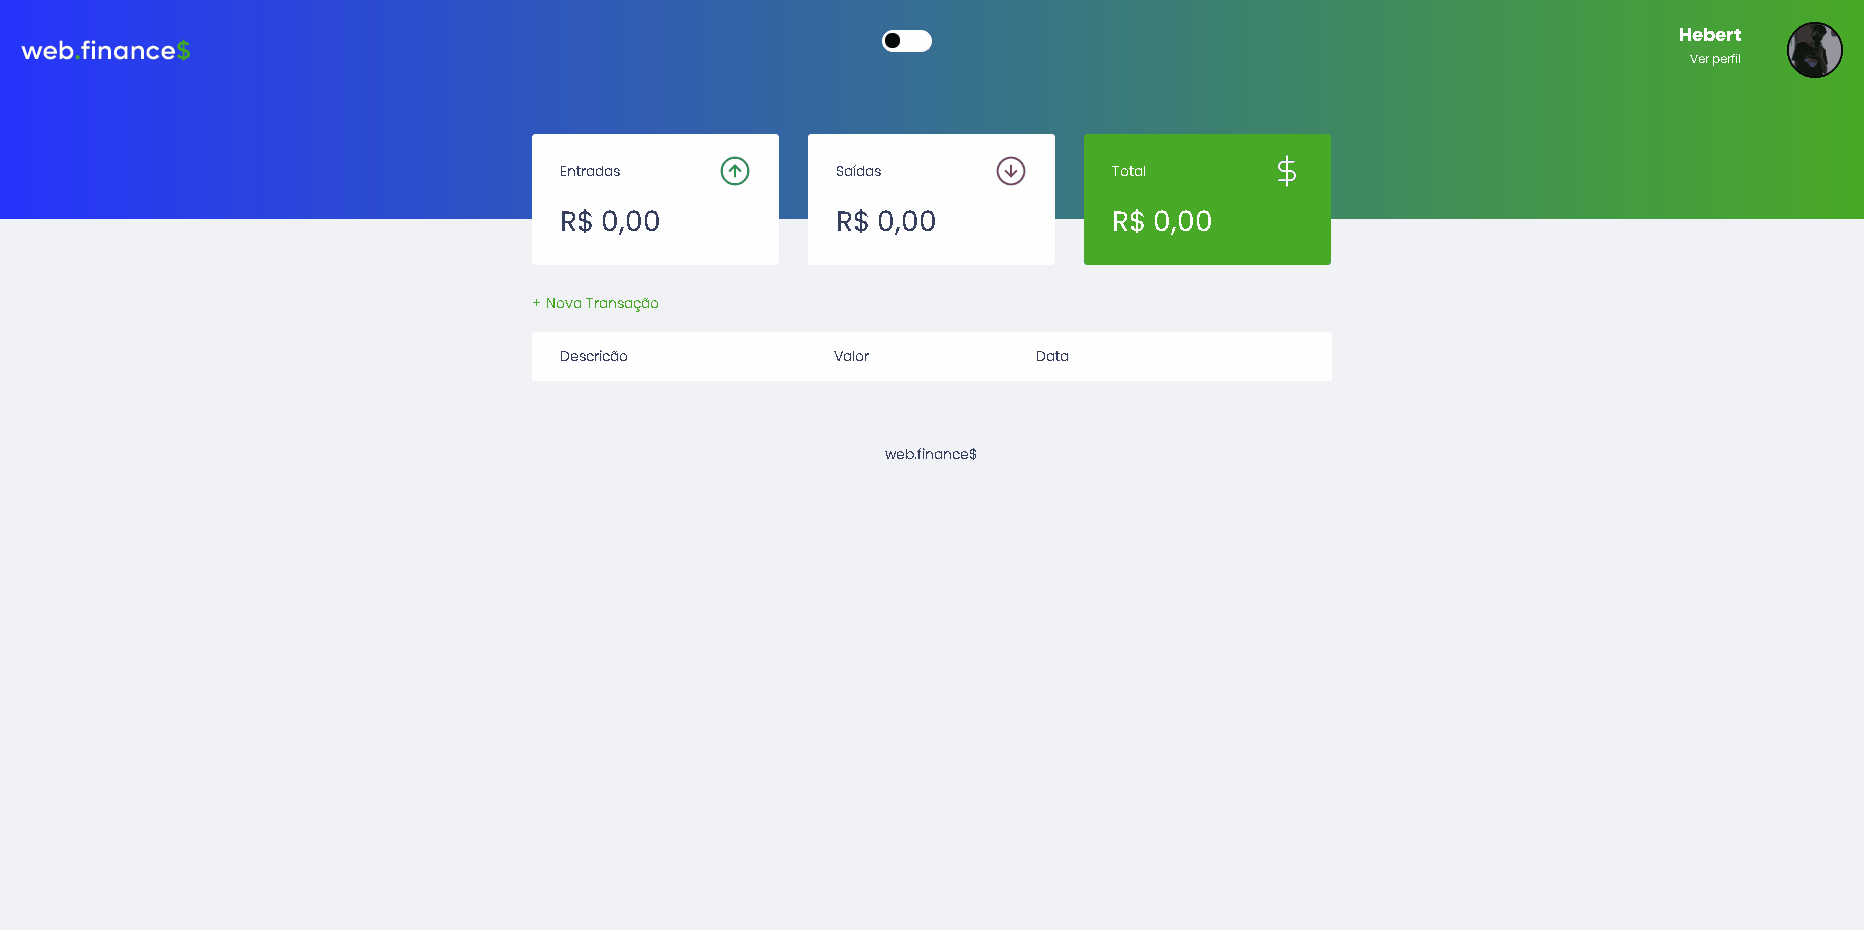 web.finance$
Hebert
Ver perfil
Entradas
R$ 0,00
Saídas
R$ 0,00
Total
$
R$ 0,00
+ Nova Transação
Descricão Valor Data
web.finance$